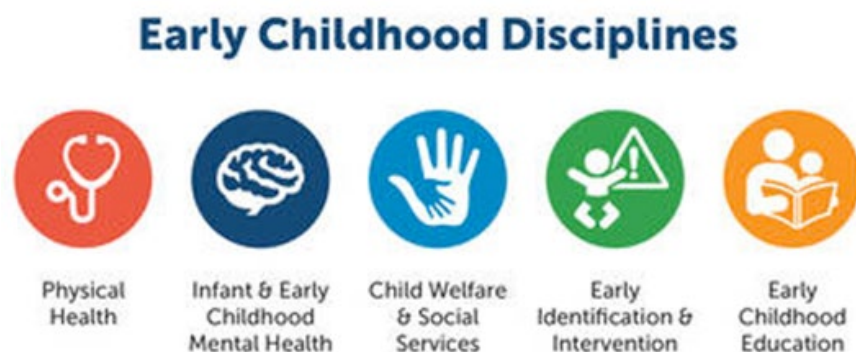 Early Childhood Disciplines
Physical
Health
Infant & Early
Childhood
Mental Health
Child Welfare
& Social
Services
Early
Identification &
Intervention
Early
Childhood
Education